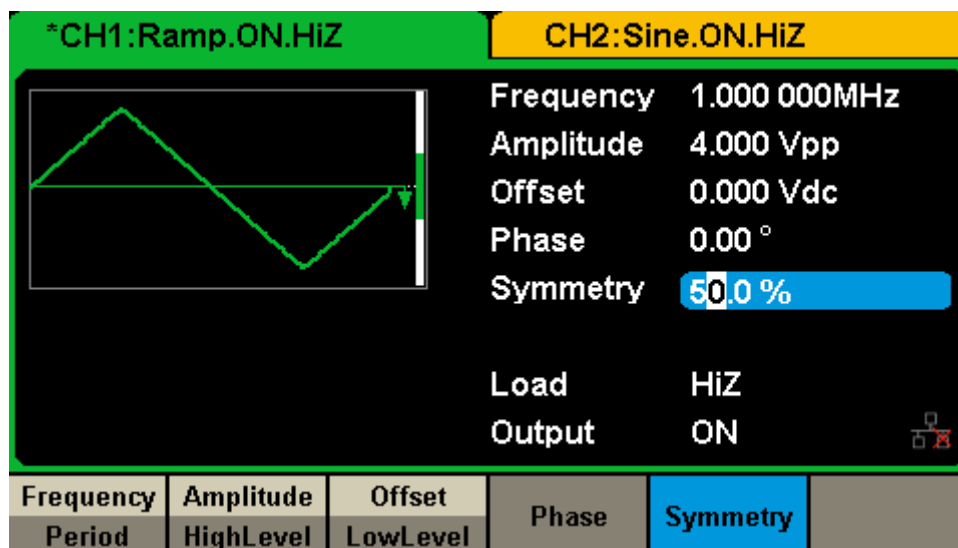 *CH1:Ramp.ON.HiZ CH2:Sine.ON.HiZ
Frequency 1.000 000MHz
Amplitude 4.000 Vpp
Offset 0.000 Vdc
Phase 0.00 °
Symmetry 50.0 %
Load HiZ
Output ON
Frequency Amplitude Offset Phase Symmetry
Period HighLevel LowLevel